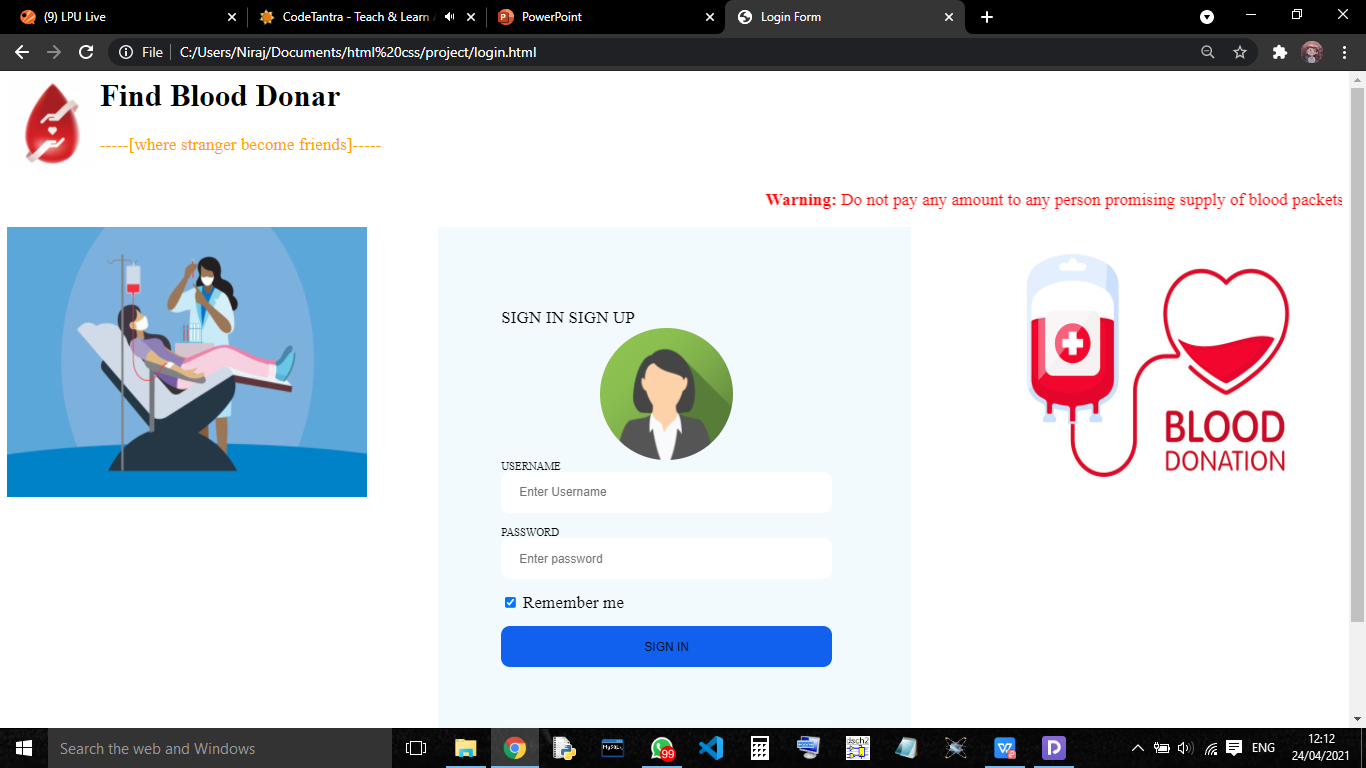 (9) LPU Live
CodeTantra - Teach & Learn
PowerPoint
Login Form
File
C:/Users/Niraj/Documents/html%20css/project/login.html
Find Blood Donar
-----[where stranger become friends]-----
Warning: Do not pay any amount to any person promising supply of blood packets
SIGN IN SIGN UP
USERNAME
Enter Username
PASSWORD
Enter password
Remember me
SIGN IN
BLOOD
DONATION
Search the web and Windows
MySQL
99
dsch2
ENG
12:12
24/04/2021